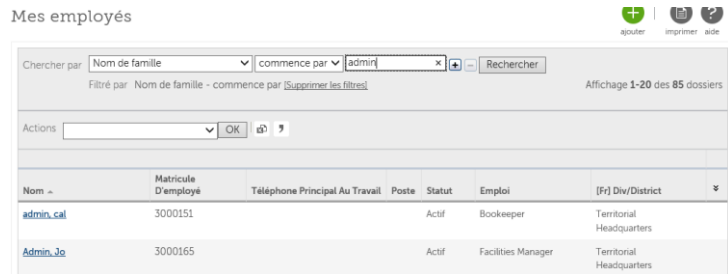 Mes employés
ajouter imprimer aide
Chercher par Nom de famille commence par admin Rechercher
Filtré par Nom de famille - commence par [Supprimer les filtres] Affichage 1-20 des 85 dossiers
Actions OK
Matricule
Nom D'employé Téléphone Principal Au Travail Poste Statut Emploi [Fr] Div/District
admin, cal 3000151 Actif Bookeeper Territorial
Headquarters
Admin, Jo 3000165 Actif Facilities Manager Territorial
Headquarters